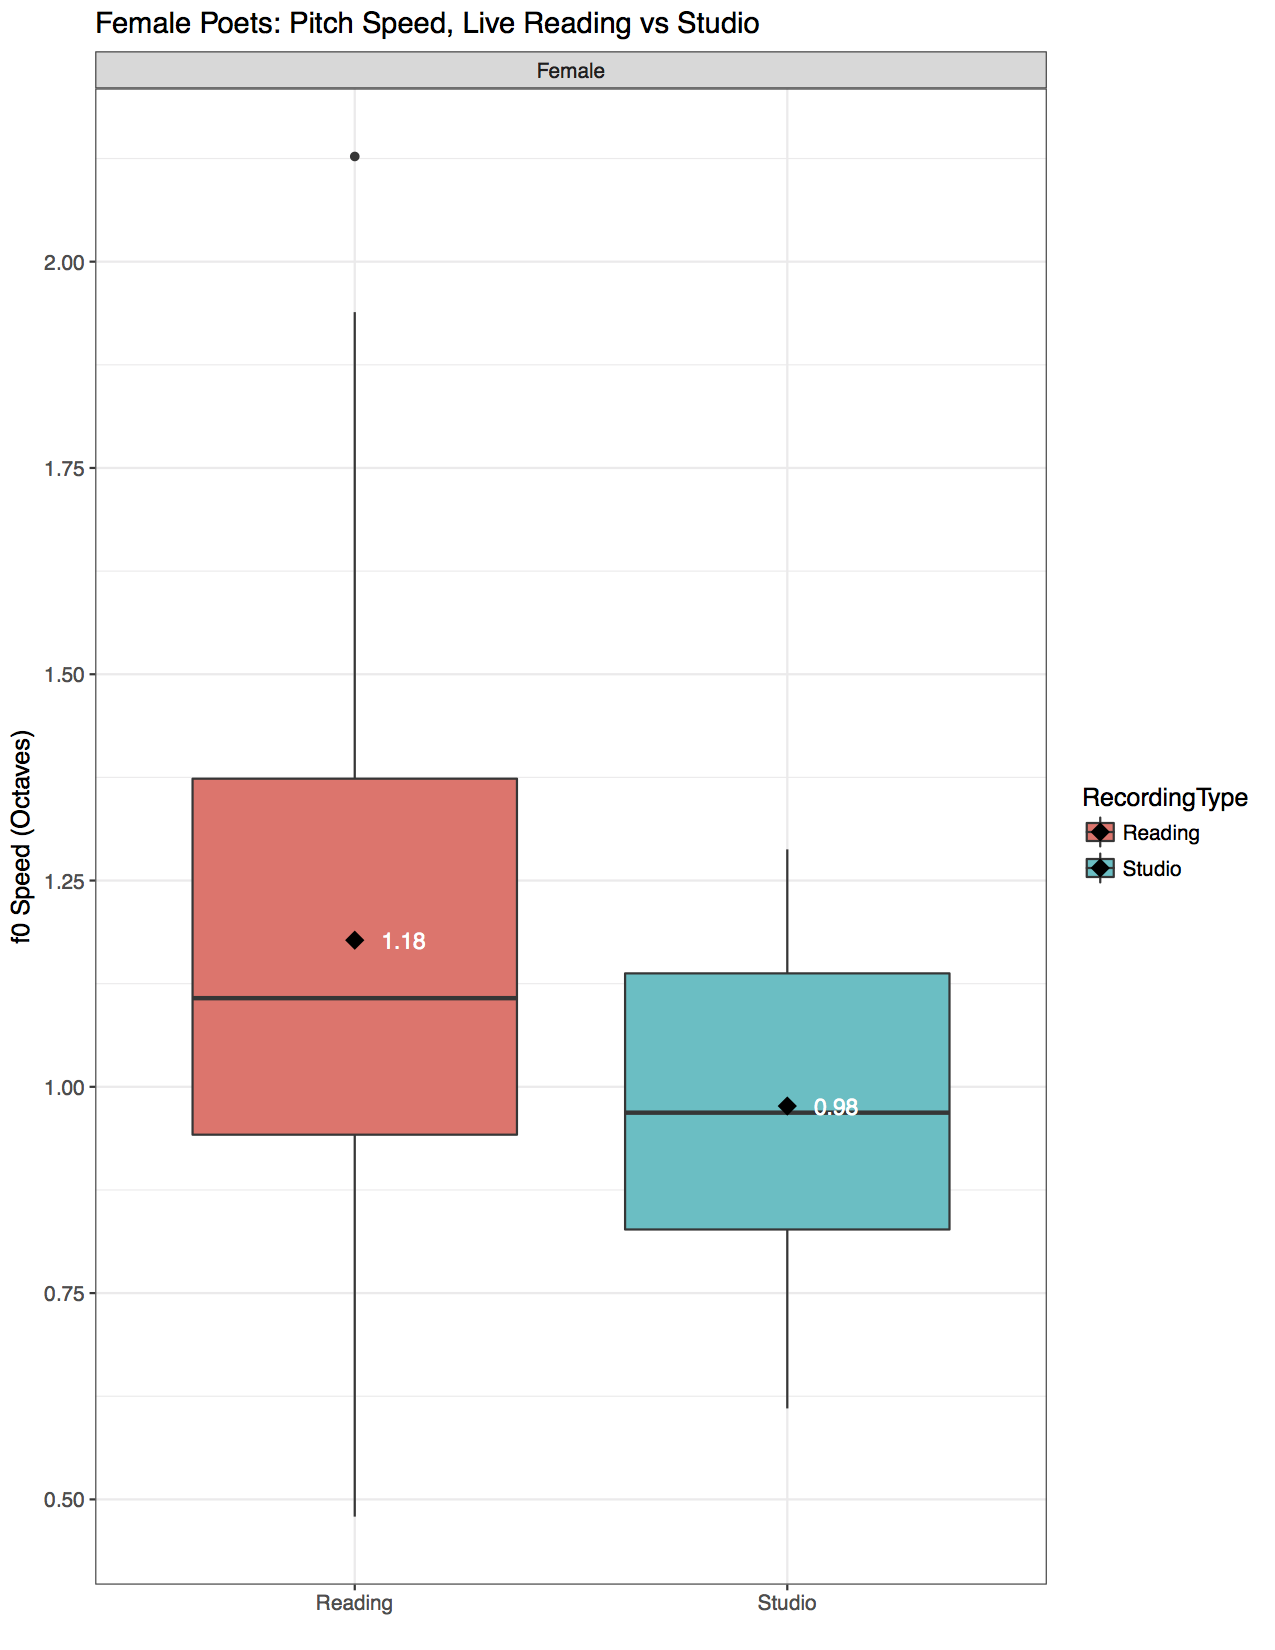 Female Poets: Pitch Speed, Live Reading vs Studio
Female
2.00
1.75
1.50
1.25
1.00
0.75
0.50
f0 Speed (Octaves)
1.18
0.98
Reading
Studio
RecordingType
Reading
Studio